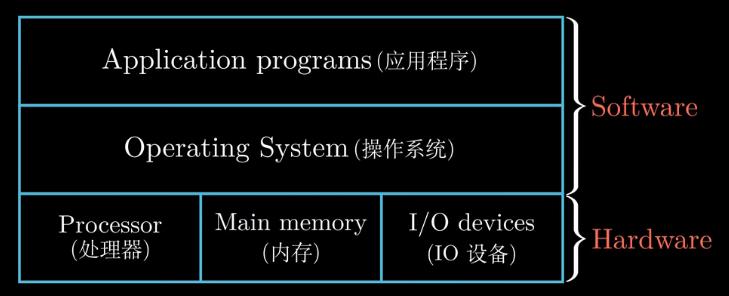 Application programs (应用程序)
Software
Operating System (操作系统)
Processor
(处理器)
Main memory
(内存)
I/O devices
(IO 设备)
Hardware